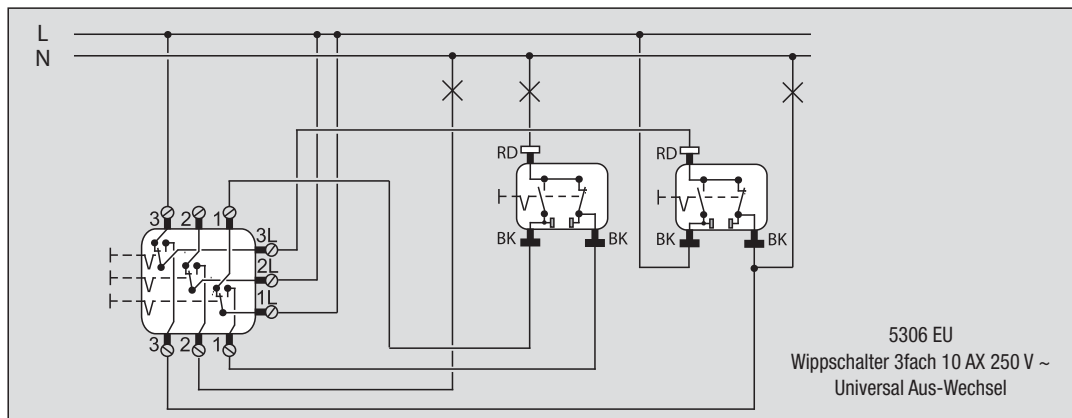 L
N
RD
RD
3
2
1
3L
2L
1L
BK
BK
BK
BK
3
2
1
5306 EU
Wippschalter 3fach 10 AX 250 V ~
Universal Aus-Wechsel